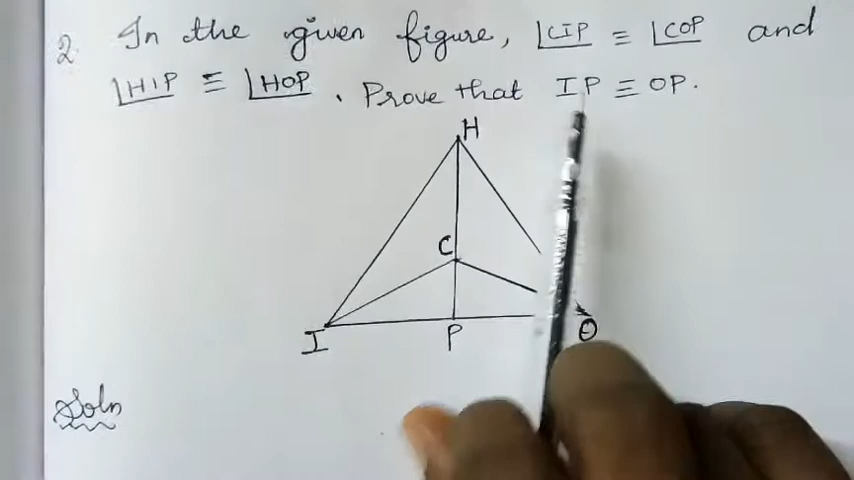 2 In the given figure, ∠CIP ≡ ∠COP and
∠HIP ≡ ∠HOP. Prove that IP ≡ OP.
H
C
I
P
O
Soln